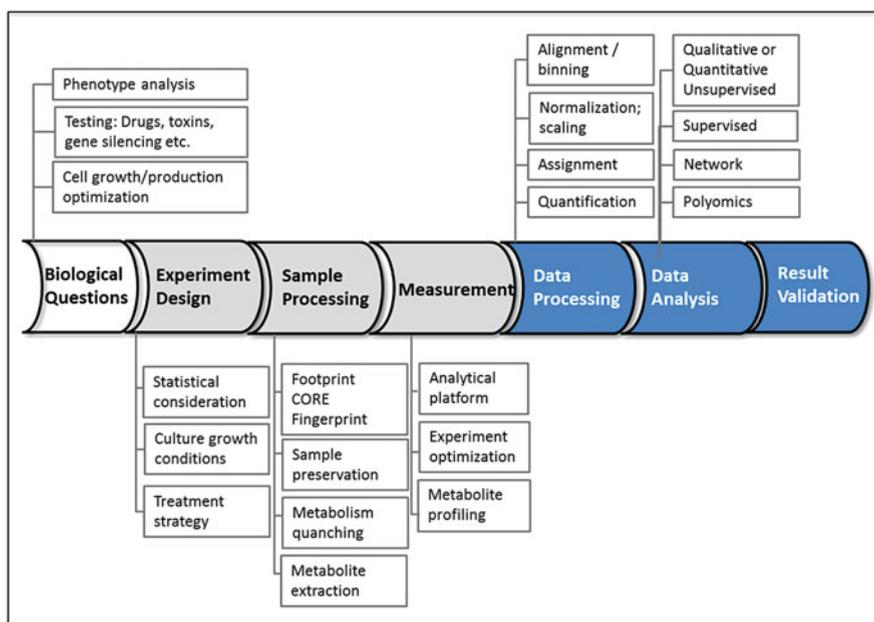 Phenotype analysis
Testing: Drugs, toxins,
gene silencing etc.
Cell growth/production
optimization
Alignment /
binning
Normalization;
scaling
Assignment
Quantification
Qualitative or
Quantitative
Unsupervised
Supervised
Network
Polyomics
Biological
Questions
Experiment
Design
Sample
Processing
Measurement
Data
Processing
Data
Analysis
Result
Validation
Statistical
consideration
Culture growth
conditions
Treatment
strategy
Footprint
CORE
Fingerprint
Sample
preservation
Metabolism
quanching
Metabolite
extraction
Analytical
platform
Experiment
optimization
Metabolite
profiling